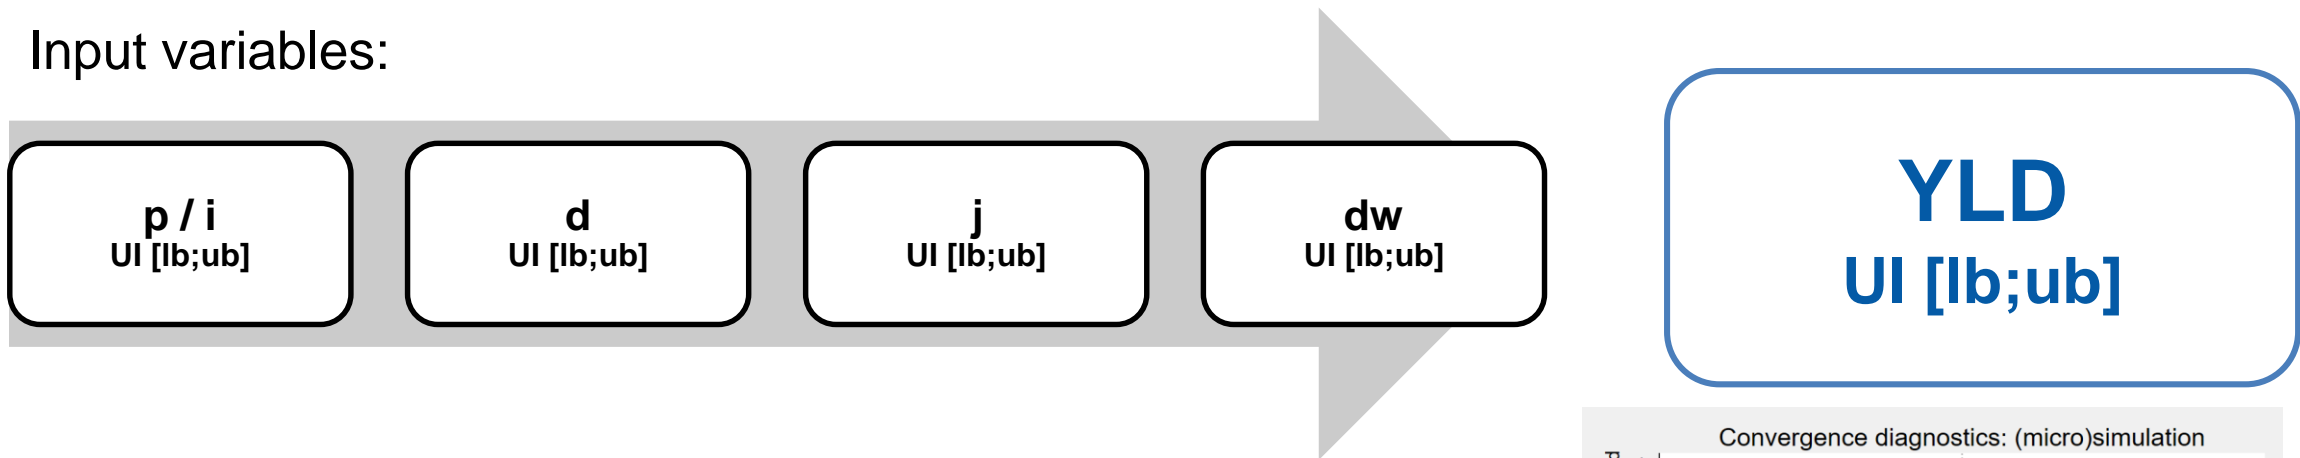 Input variables:
p / i
UI [lb;ub]
d
UI [lb;ub]
j
UI [lb;ub]
dw
UI [lb;ub]
YLD
UI [lb;ub]
Convergence diagnostics: (micro)simulation